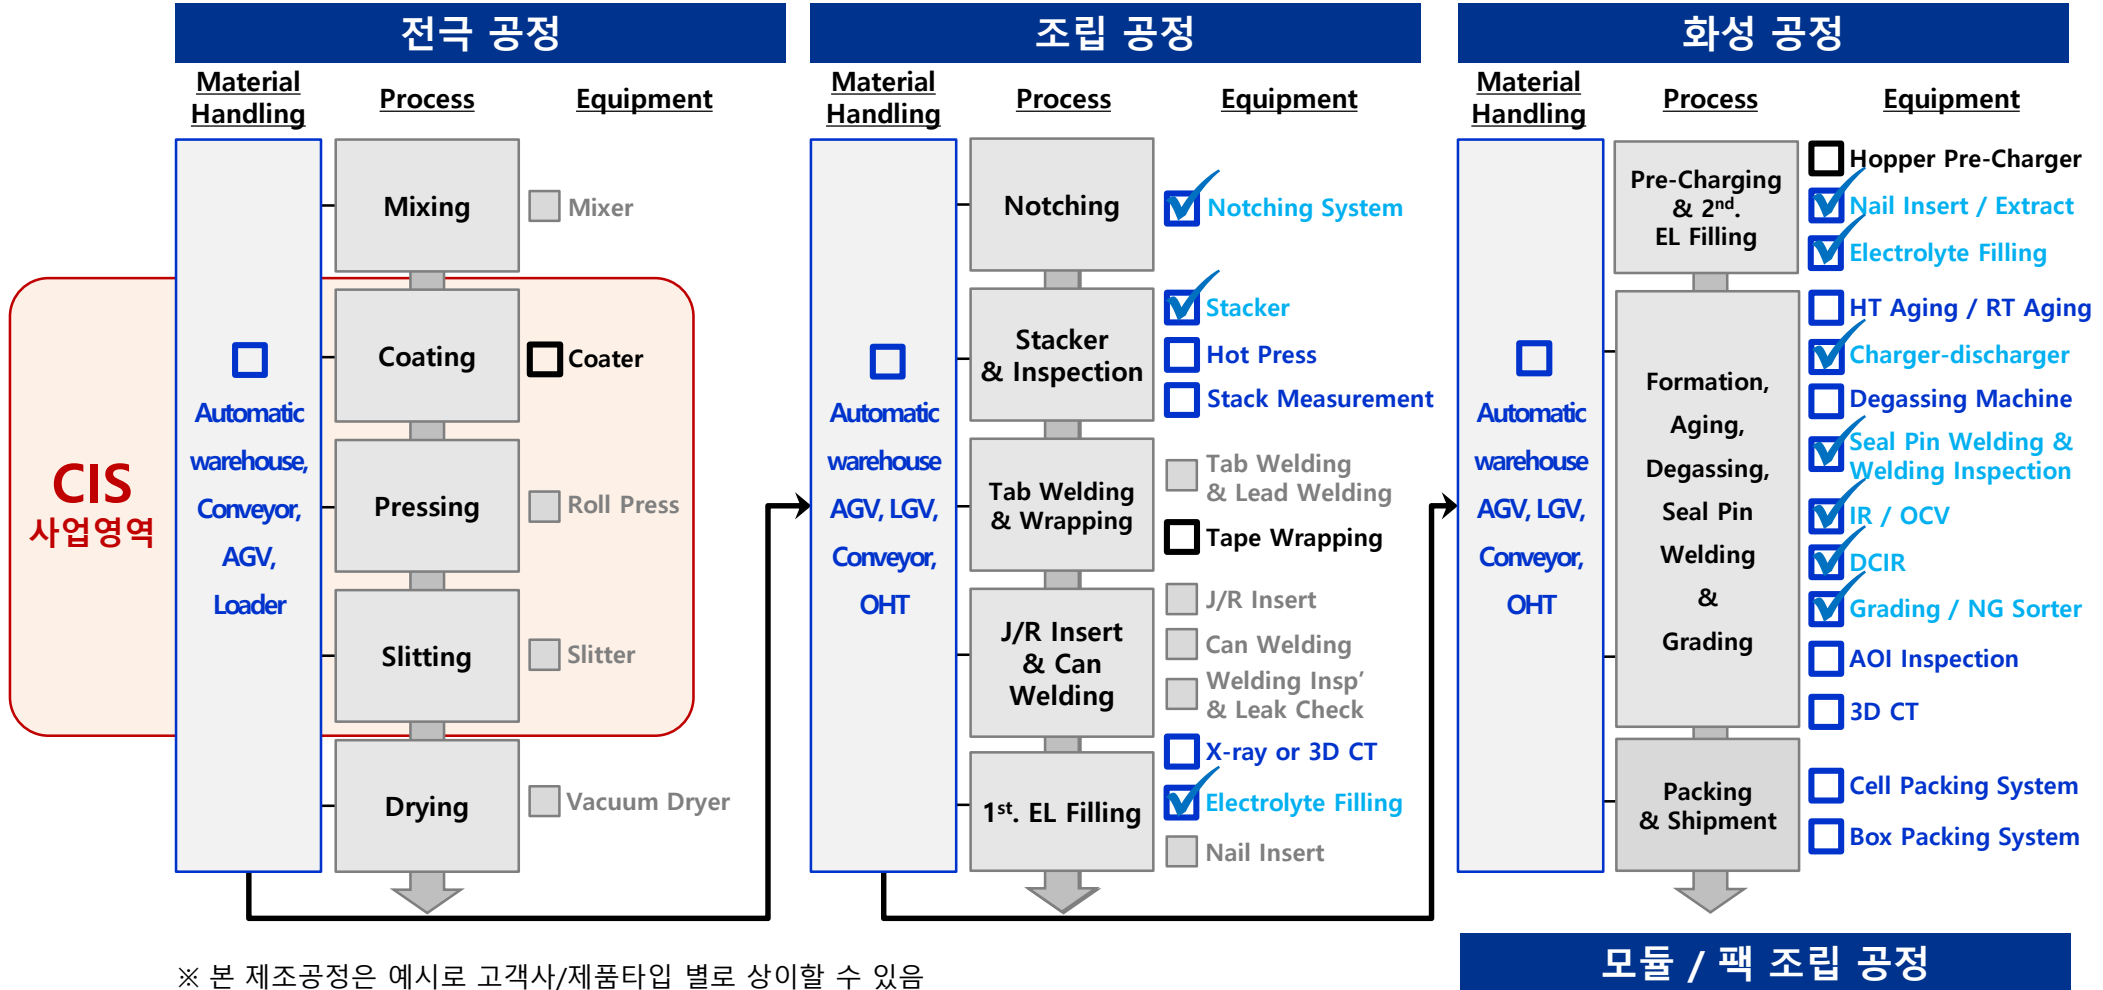 전극 공정
Material
Handling
Process
Equipment
Mixing
Mixer
Coating
Coater
Pressing
Roll Press
Slitting
Slitter
Drying
Vacuum Dryer
Automatic
warehouse,
Conveyor,
AGV,
Loader
CIS
사업영역
조립 공정
Material
Handling
Process
Equipment
Automatic
warehouse
AGV, LGV,
Conveyor,
OHT
Notching
Notching System
Stacker
& Inspection
Stacker
Hot Press
Stack Measurement
Tab Welding
& Wrapping
Tab Welding
& Lead Welding
Tape Wrapping
J/R Insert
& Can
Welding
J/R Insert
Can Welding
Welding Insp'
& Leak Check
1st. EL Filling
X-ray or 3D CT
Electrolyte Filling
Nail Insert
화성 공정
Material
Handling
Process
Equipment
Automatic
warehouse
AGV, LGV,
Conveyor,
OHT
Pre-Charging
& 2nd.
EL Filling
Hopper Pre-Charger
Nail Insert / Extract
Electrolyte Filling
Formation,
Aging,
Degassing,
Seal Pin
Welding
&
Grading
HT Aging / RT Aging
Charger-discharger
Degassing Machine
Seal Pin Welding &
Welding Inspection
IR / OCV
DCIR
Grading / NG Sorter
AOI Inspection
3D CT
Packing
& Shipment
Cell Packing System
Box Packing System
모듈 / 팩 조립 공정
※ 본 제조공정은 예시로 고객사/제품타입 별로 상이할 수 있음